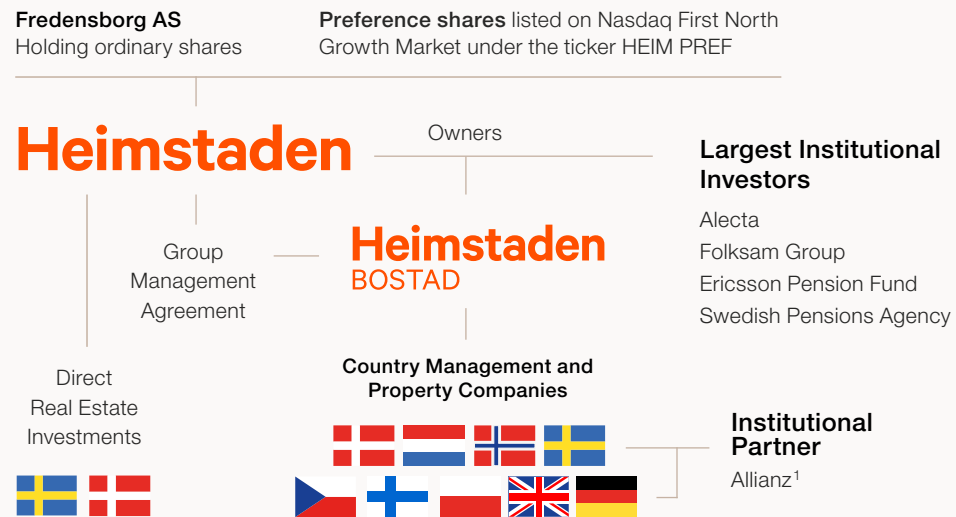 Fredensborg AS
Holding ordinary shares
Preference shares listed on Nasdaq First North
Growth Market under the ticker HEIM PREF
Heimstaden
Owners
Largest Institutional
Investors
Alecta
Folksam Group
Ericsson Pension Fund
Swedish Pensions Agency
Group
Management
Agreement
Heimstaden
BOSTAD
Direct
Real Estate
Investments
Country Management and
Property Companies
Institutional
Partner
Allianz¹